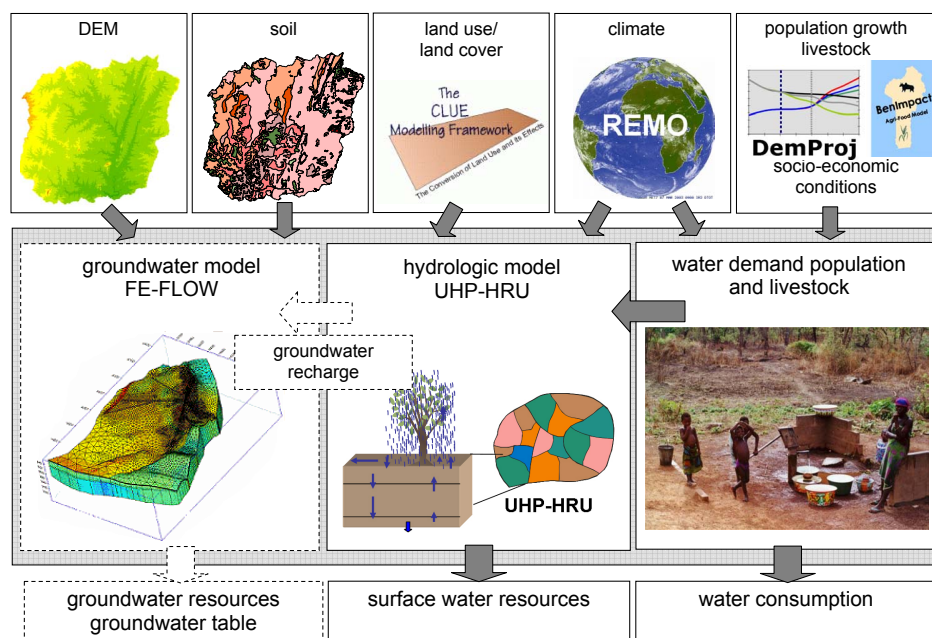 DEM
soil
land use/
land cover
climate
population growth
livestock
The
CLUE
Modelling Framework
The Conversion of Land Use and its Effects
REMO
BenImpact
Agri-Food Model
DemProj
socio-economic
conditions
groundwater model
FE-FLOW
hydrologic model
UHP-HRU
water demand population
and livestock
groundwater
recharge
UHP-HRU
groundwater resources
groundwater table
surface water resources
water consumption